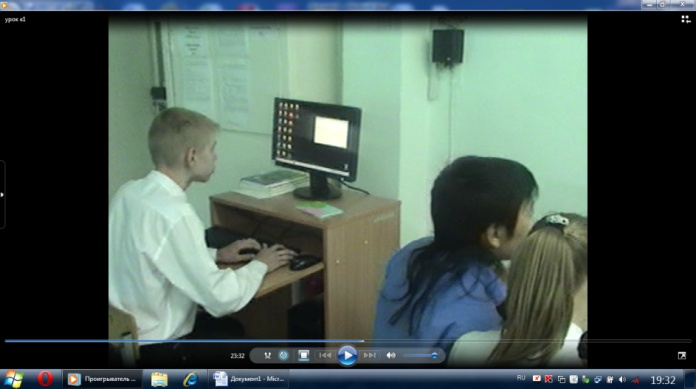 урок к1
23:32
Проигрыватель ...
Документ1 - Micr...
RU
19:32